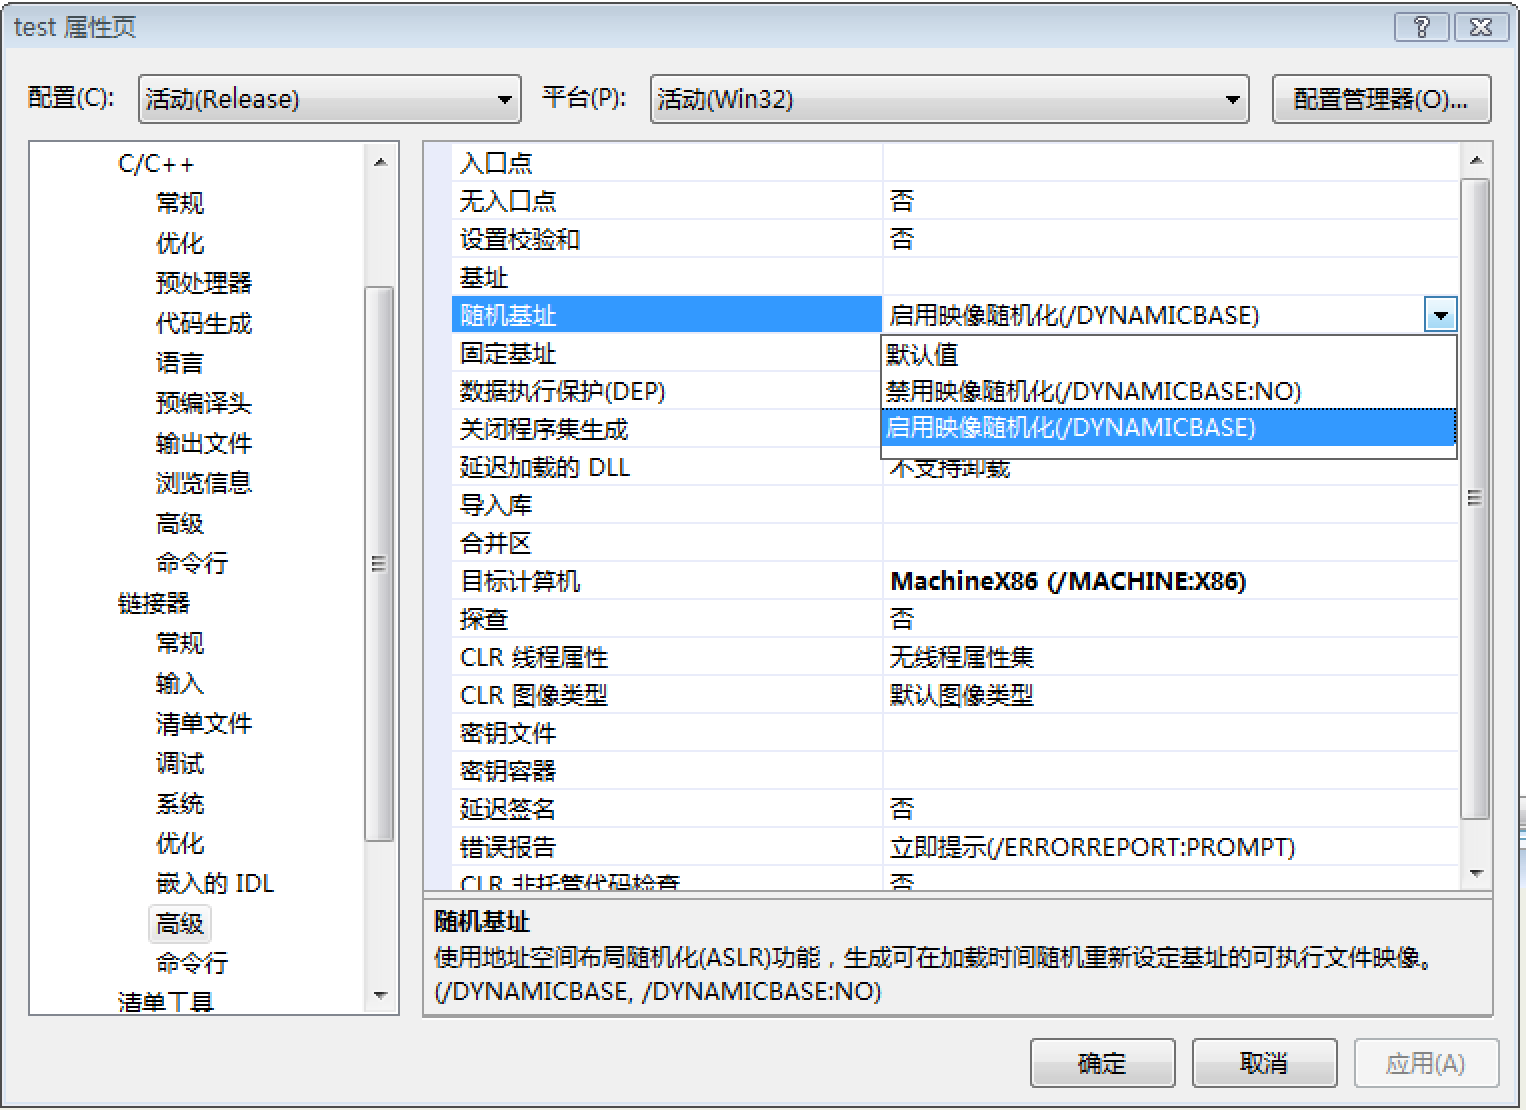 test 属性页
配置(C): 活动(Release) 平台(P): 活动(Win32) 配置管理器(O)...
C/C++
常规
优化
预处理器
代码生成
语言
预编译头
输出文件
浏览信息
高级
命令行
链接器
常规
输入
清单文件
调试
系统
优化
嵌入的 IDL
高级
命令行
清单工具
入口点
无入口点 否
设置校验和 否
基址
随机基址 启用映像随机化(/DYNAMICBASE)
固定基址 默认值
数据执行保护(DEP) 禁用映像随机化(/DYNAMICBASE:NO)
关闭程序集生成 启用映像随机化(/DYNAMICBASE)
延迟加载的 DLL 不支持卸载
导入库
合并区
目标计算机 MachineX86 (/MACHINE:X86)
探查 否
CLR 线程属性 无线程属性集
CLR 图像类型 默认图像类型
密钥文件
密钥容器
延迟签名 否
错误报告 立即提示(/ERRORREPORT:PROMPT)
CLR 非托管代码检查 否
随机基址
使用地址空间布局随机化(ASLR)功能，生成可在加载时间随机重新设定基址的可执行文件映像。
(/DYNAMICBASE, /DYNAMICBASE:NO)
确定 取消 应用(A)